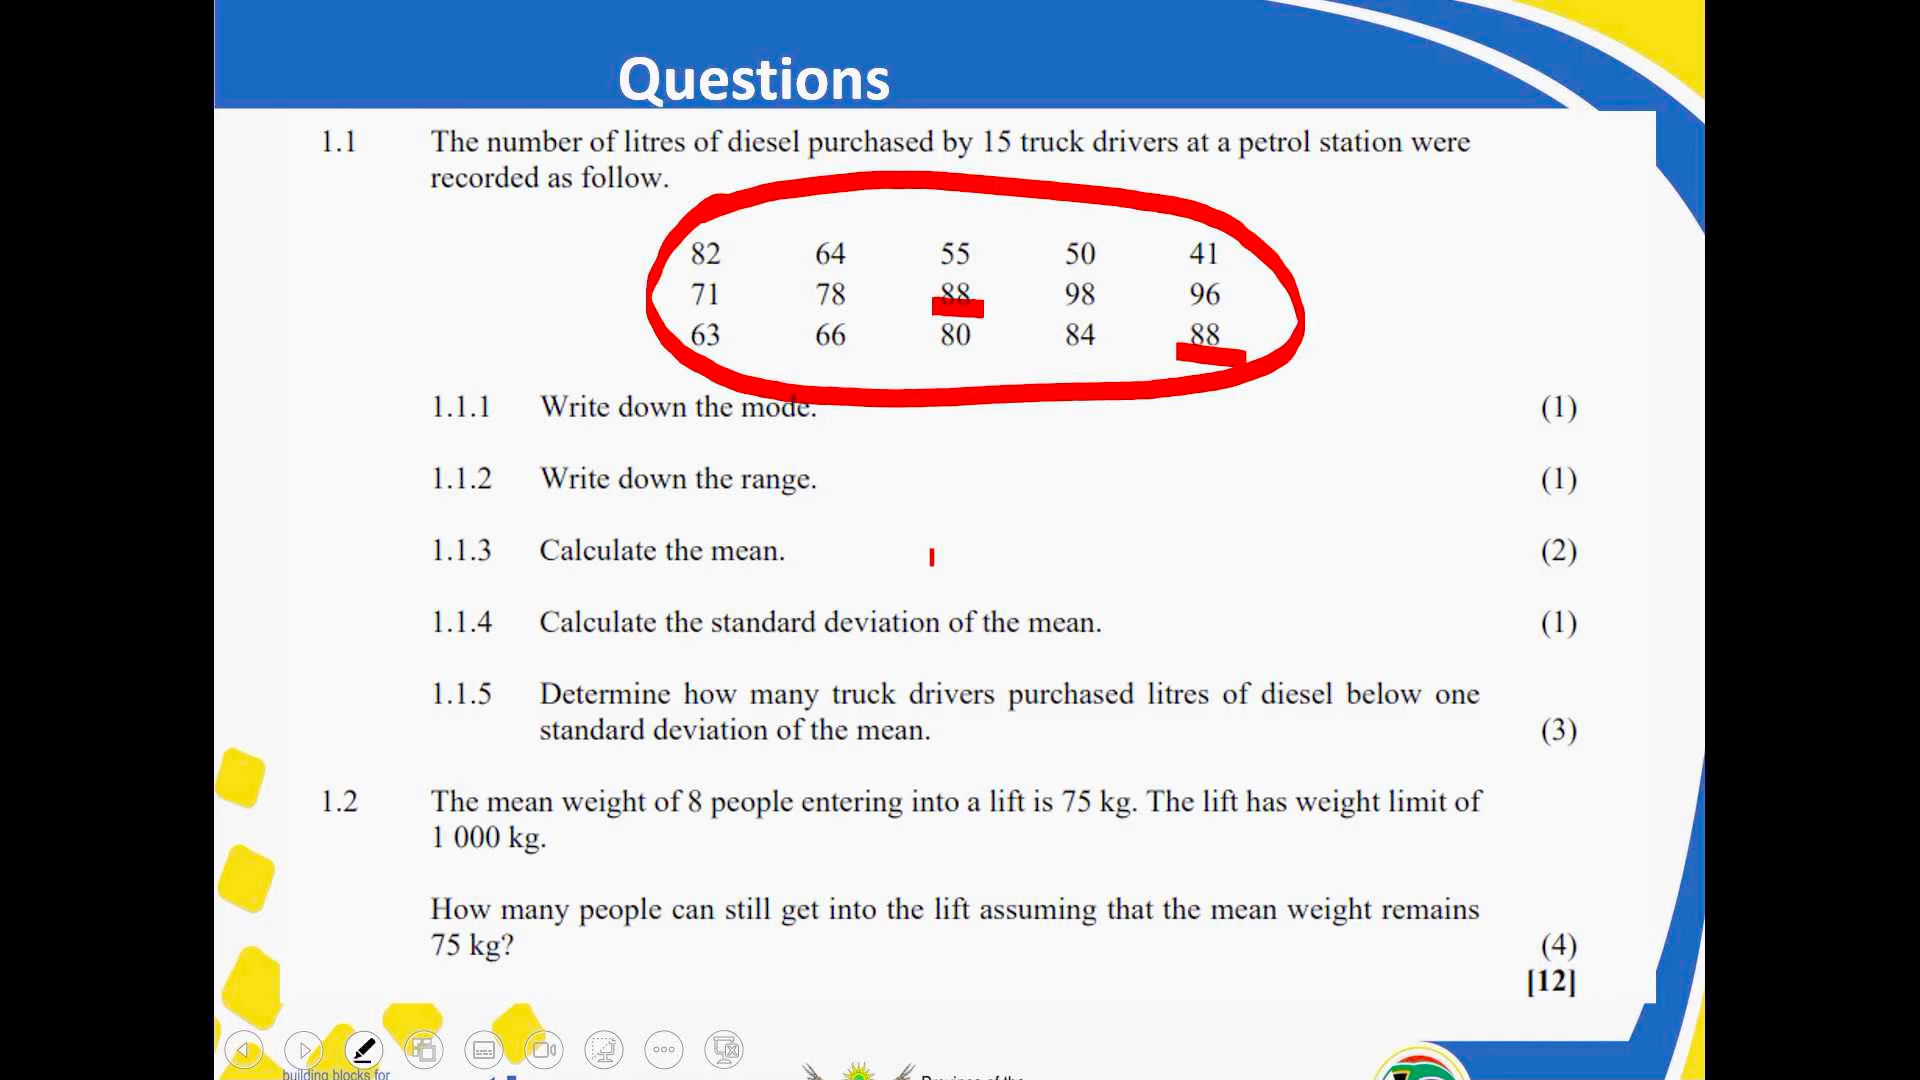 Questions
1.1 The number of litres of diesel purchased by 15 truck drivers at a petrol station were
recorded as follow.
82 64 55 50 41
71 78 88 98 96
63 66 80 84 88
1.1.1 Write down the mode. (1)
1.1.2 Write down the range. (1)
1.1.3 Calculate the mean. (2)
1.1.4 Calculate the standard deviation of the mean. (1)
1.1.5 Determine how many truck drivers purchased litres of diesel below one
standard deviation of the mean. (3)
1.2 The mean weight of 8 people entering into a lift is 75 kg. The lift has weight limit of
1 000 kg.
How many people can still get into the lift assuming that the mean weight remains
75 kg? (4)
[12]
building blocks for
Province of the